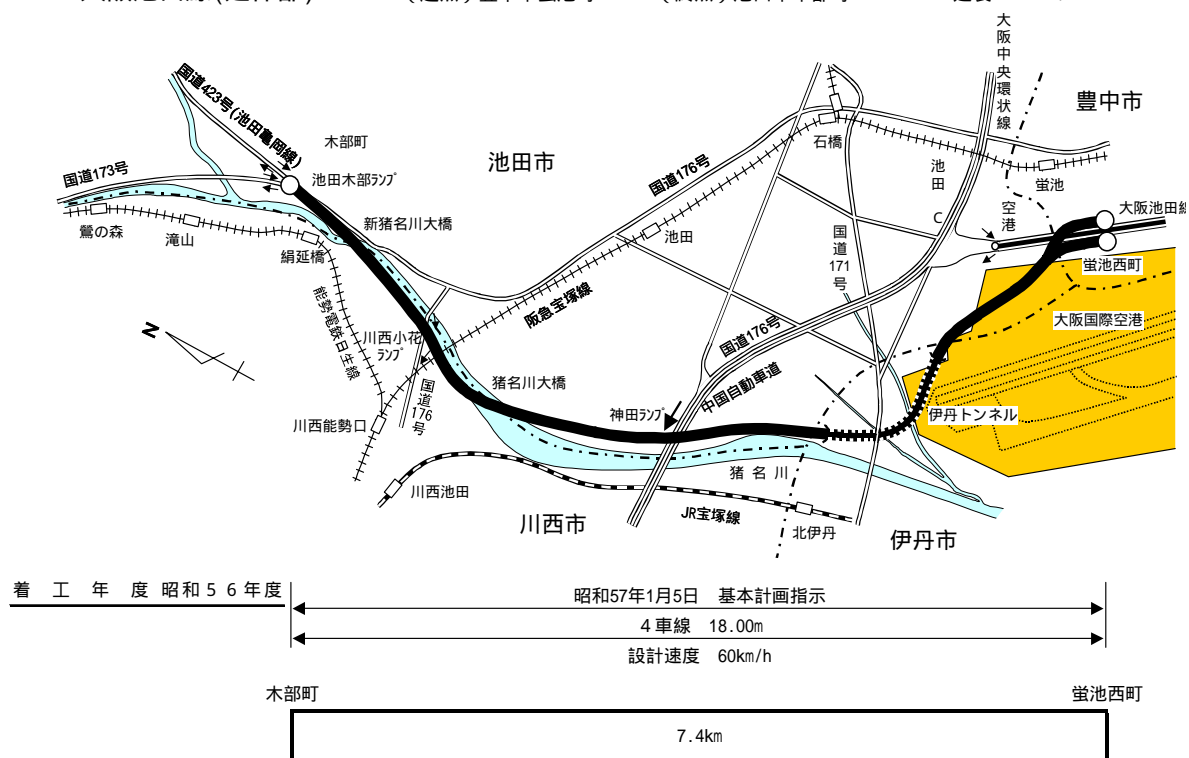 大阪中央環状線
豊中市
国道423号(池田亀岡線)
木部町
池田市
石橋
国道176号
池田木部ﾗﾝﾌﾟ
国道173号
池田C
空港
蛍池
大阪池田線
新猪名川大橋
鶯の森
滝山
絹延橋
池田
国道171号
蛍池西町
能勢電鉄日生線
阪急宝塚線
大阪国際空港
N
川西小花ﾗﾝﾌﾟ
国道176号
国道176号
中国自動車道
猪名川大橋
神田ﾗﾝﾌﾟ
伊丹トンネル
川西能勢口
猪名川
川西池田
川西市
JR宝塚線
北伊丹
伊丹市
着工年度 昭和56年度
昭和57年1月5日 基本計画指示
4車線 18.00m
設計速度 60km/h
木部町
蛍池西町
7.4km